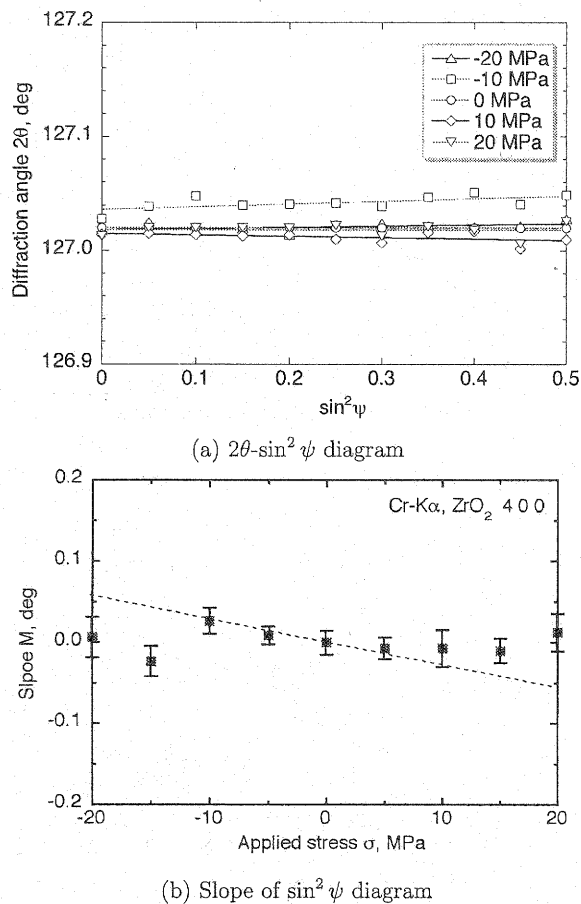 127.2
127.1
127.0
126.9
Diffraction angle 2θ, deg
-20 MPa
-10 MPa
0 MPa
10 MPa
20 MPa
0 0.1 0.2 0.3 0.4 0.5
sin²ψ
(a) 2θ-sin² ψ diagram
0.2
0.1
0.0
-0.1
-0.2
Slpoe M, deg
Cr-Kα, ZrO₂ 4 0 0
-20 -10 0 10 20
Applied stress σ, MPa
(b) Slope of sin² ψ diagram